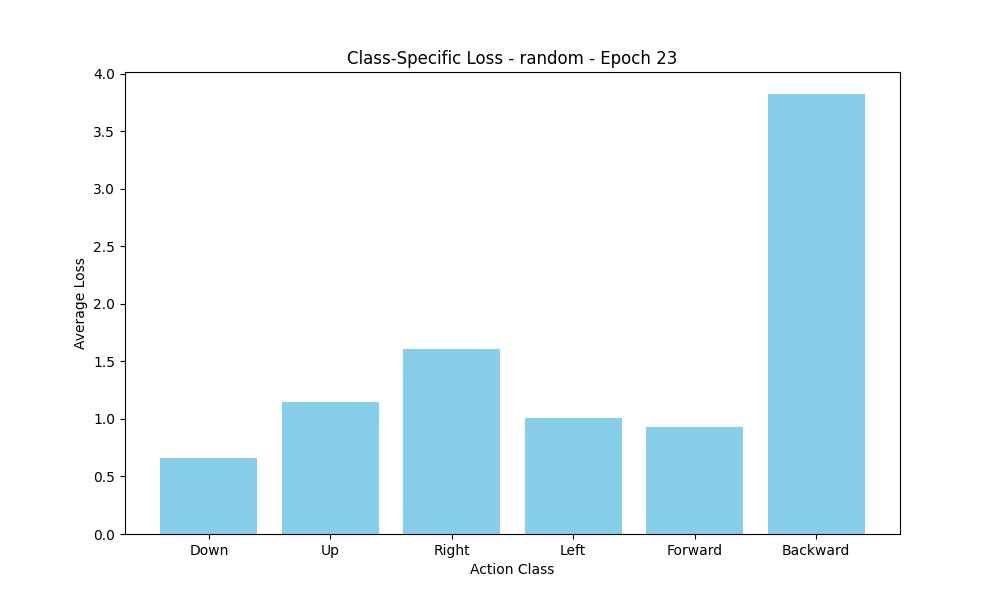 Class-Specific Loss - random - Epoch 23
4.0
3.5
3.0
2.5
2.0
1.5
1.0
0.5
0.0
Average Loss
Down Up Right Left Forward Backward
Action Class